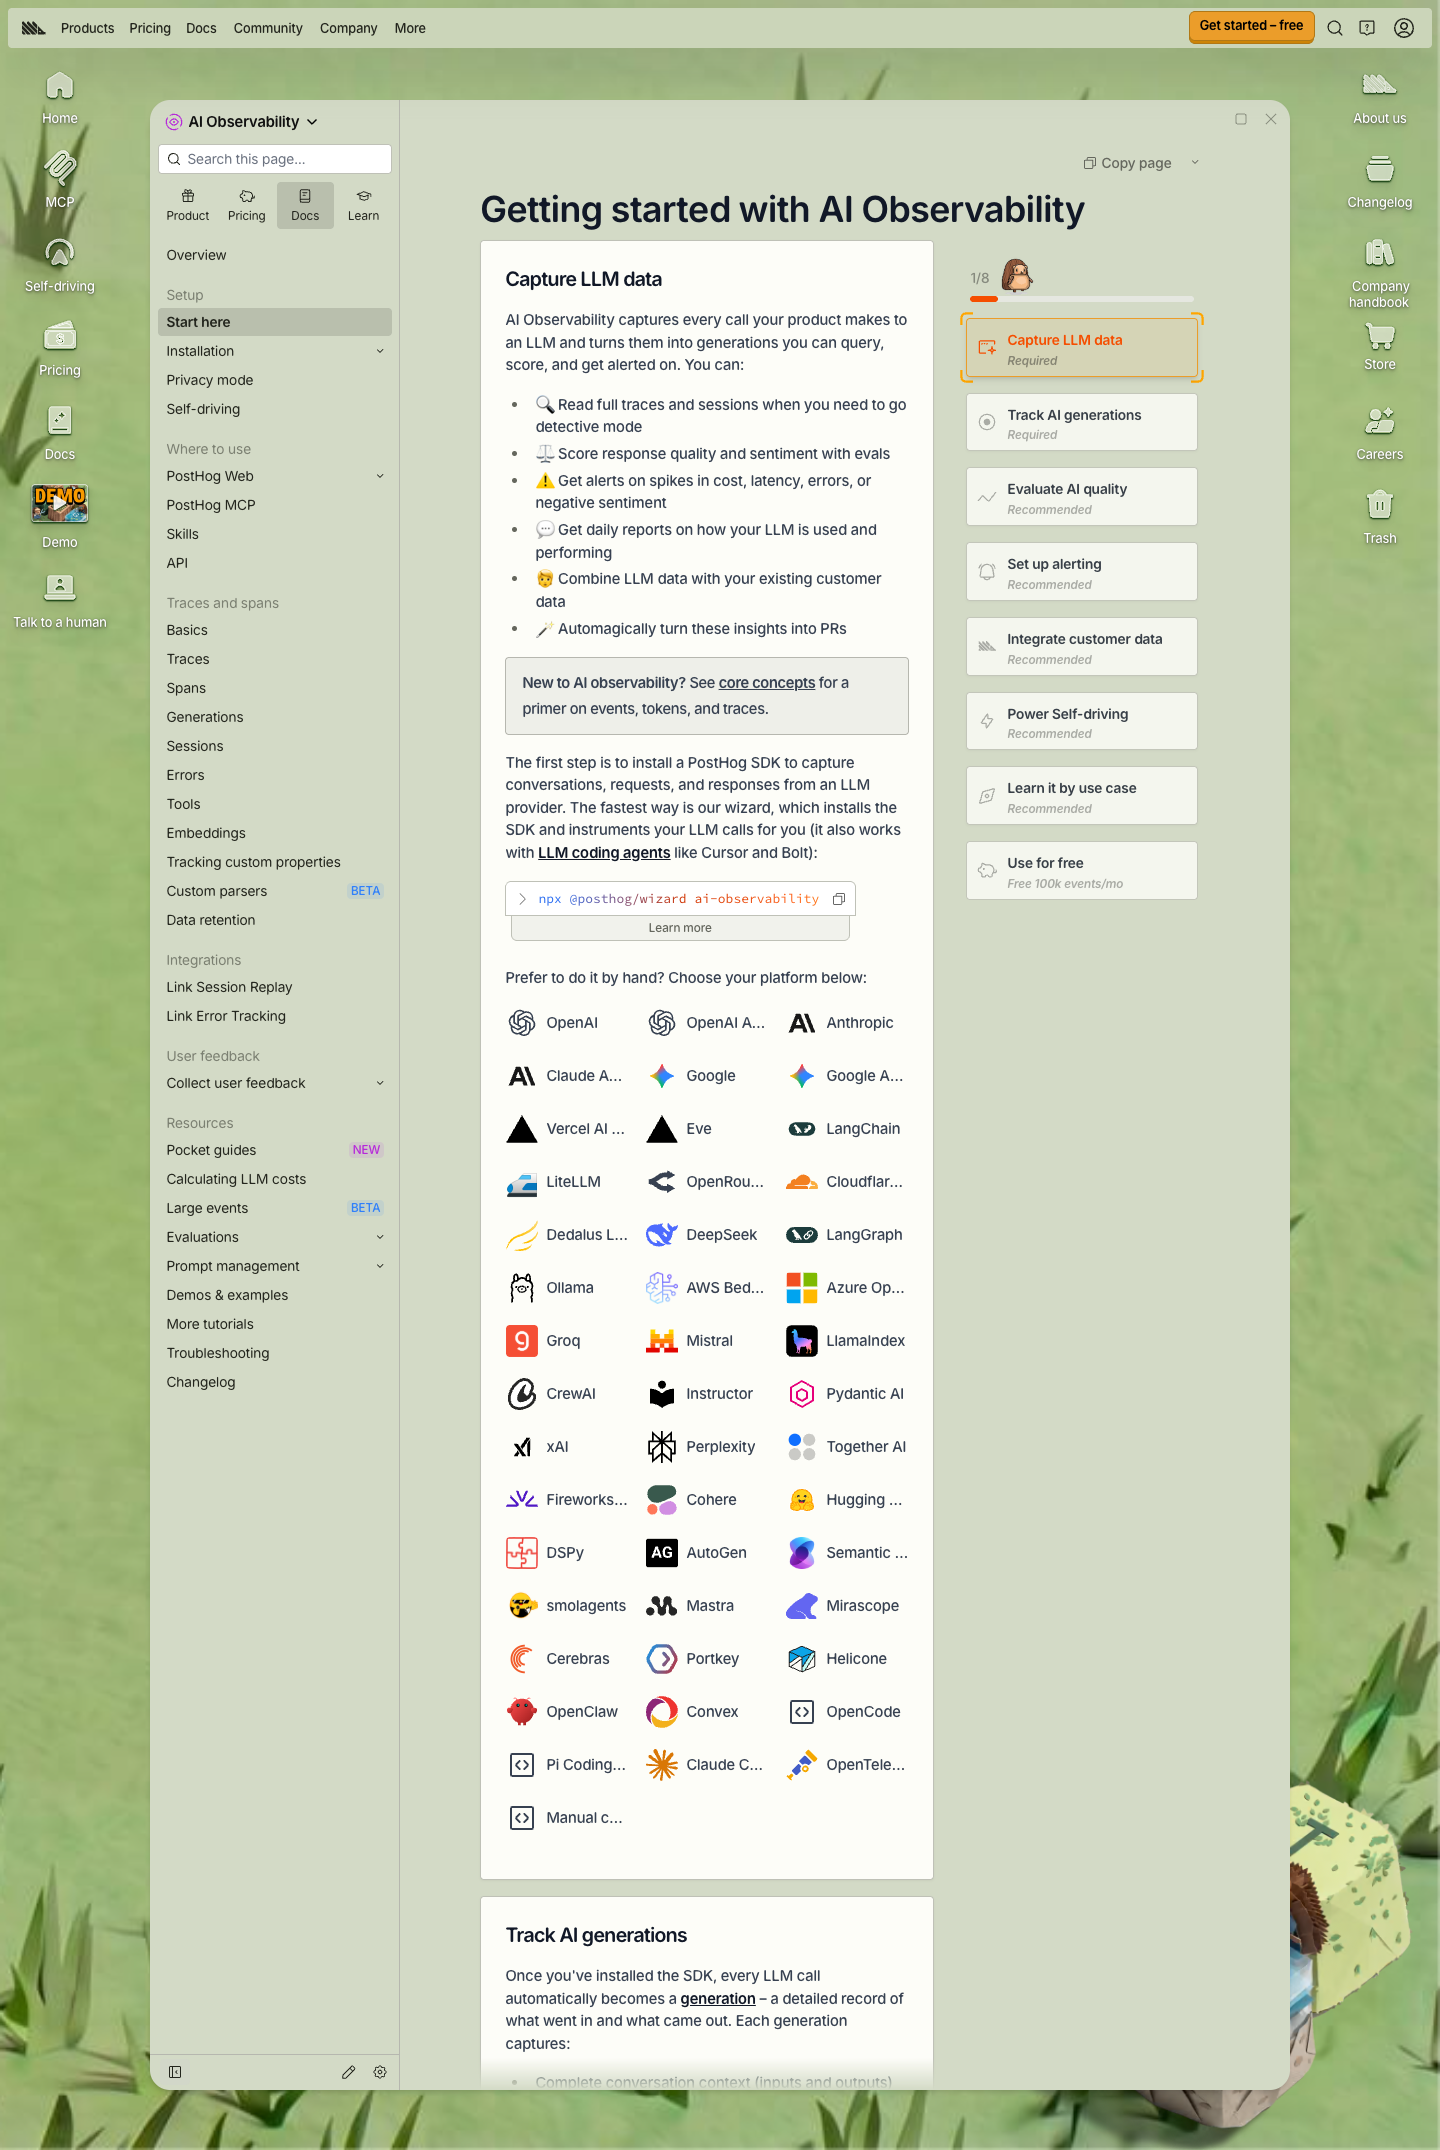 Products Pricing Docs Community Company More
Get started – free
Home
MCP
Self-driving
Pricing
Docs
DEMO
Demo
Talk to a human
About us
Changelog
Company
handbook
Store
Careers
Trash
AI Observability
Search this page...
Product Pricing Docs Learn
Overview
Setup
Start here
Installation
Privacy mode
Self-driving
Where to use
PostHog Web
PostHog MCP
Skills
API
Traces and spans
Basics
Traces
Spans
Generations
Sessions
Errors
Tools
Embeddings
Tracking custom properties
Custom parsers BETA
Data retention
Integrations
Link Session Replay
Link Error Tracking
User feedback
Collect user feedback
Resources
Pocket guides NEW
Calculating LLM costs
Large events BETA
Evaluations
Prompt management
Demos & examples
More tutorials
Troubleshooting
Changelog
Copy page
Getting started with AI Observability
Capture LLM data
AI Observability captures every call your product makes to
an LLM and turns them into generations you can query,
score, and get alerted on. You can:
• 🔍 Read full traces and sessions when you need to go
detective mode
• ⚖️ Score response quality and sentiment with evals
• ⚠️ Get alerts on spikes in cost, latency, errors, or
negative sentiment
• 💬 Get daily reports on how your LLM is used and
performing
• Combine LLM data with your existing customer
data
• 🪄 Automagically turn these insights into PRs
New to AI observability? See core concepts for a
primer on events, tokens, and traces.
The first step is to install a PostHog SDK to capture
conversations, requests, and responses from an LLM
provider. The fastest way is our wizard, which installs the
SDK and instruments your LLM calls for you (it also works
with LLM coding agents like Cursor and Bolt):
npx @posthog/wizard ai-observability
Learn more
Prefer to do it by hand? Choose your platform below:
OpenAI OpenAI A... Anthropic
Claude A... Google Google A...
Vercel AI ... Eve LangChain
LiteLLM OpenRou... Cloudflar...
Dedalus L... DeepSeek LangGraph
Ollama AWS Bed... Azure Op...
Groq Mistral LlamaIndex
CrewAI Instructor Pydantic AI
xAI Perplexity Together AI
Fireworks... Cohere Hugging ...
DSPy AG AutoGen Semantic ...
smolagents Mastra Mirascope
Cerebras Portkey Helicone
OpenClaw Convex OpenCode
Pi Coding... Claude C... OpenTele...
Manual c...
Track AI generations
Once you've installed the SDK, every LLM call
automatically becomes a generation – a detailed record of
what went in and what came out. Each generation
captures:
• Complete conversation context (inputs and outputs)
1/8
Capture LLM data
Required
Track AI generations
Required
Evaluate AI quality
Recommended
Set up alerting
Recommended
Integrate customer data
Recommended
Power Self-driving
Recommended
Learn it by use case
Recommended
Use for free
Free 100k events/mo